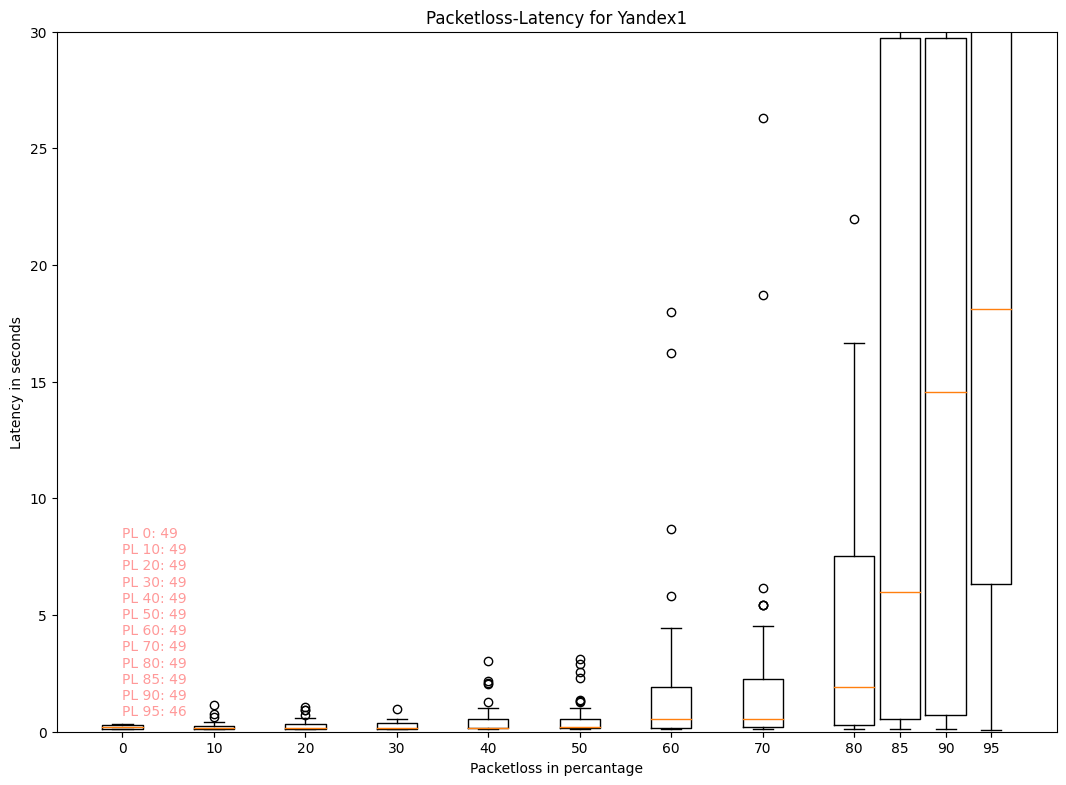 Packetloss-Latency for Yandex1
30
25
20
15
10
5
0
Latency in seconds
PL 0: 49
PL 10: 49
PL 20: 49
PL 30: 49
PL 40: 49
PL 50: 49
PL 60: 49
PL 70: 49
PL 80: 49
PL 85: 49
PL 90: 49
PL 95: 46
0 10 20 30 40 50 60 70 80 85 90 95
Packetloss in percantage